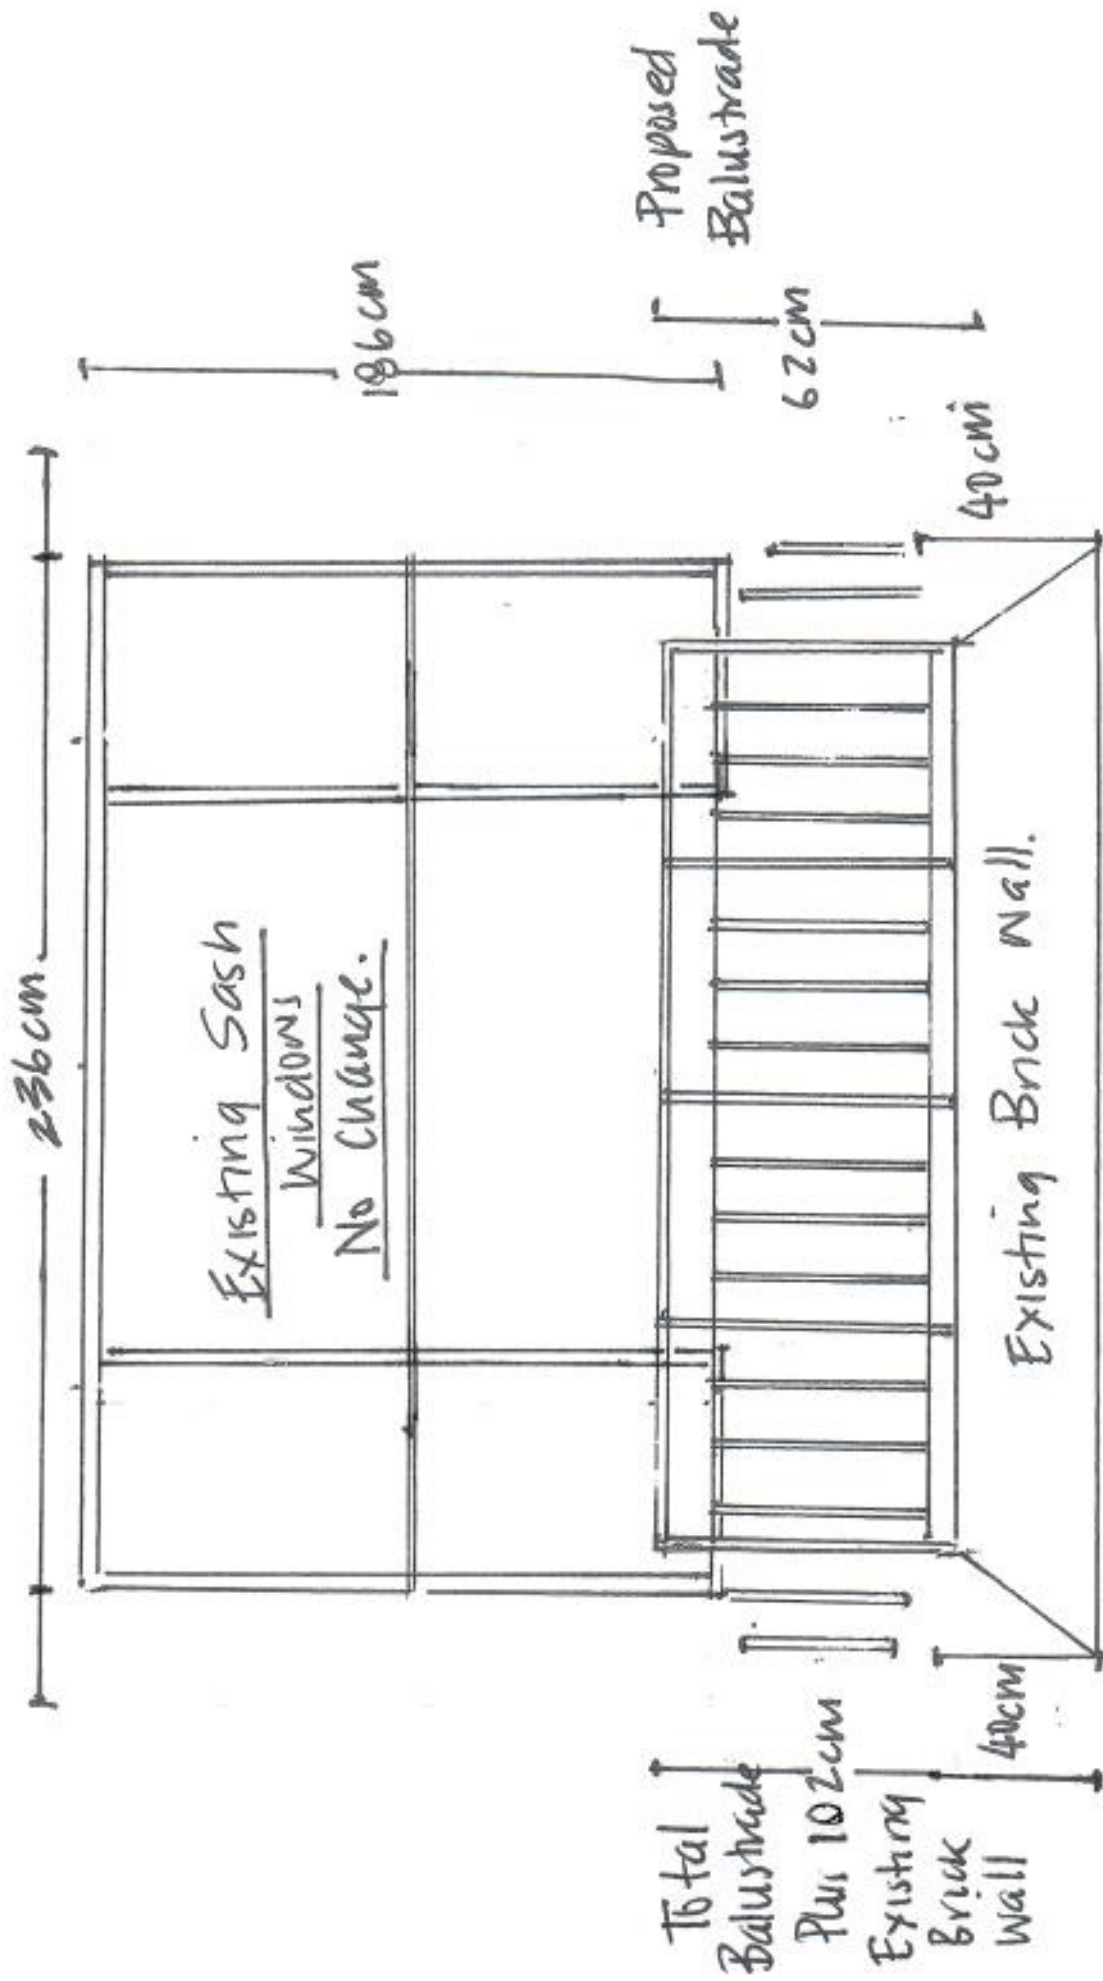 236cm
Existing Sash
Windows
No Change.
186cm
Proposed
Balustrade
62cm
40cm
Existing Brick Wall.
Total
Balustrade
Plus 102cm
Existing
Brick
Wall
40cm